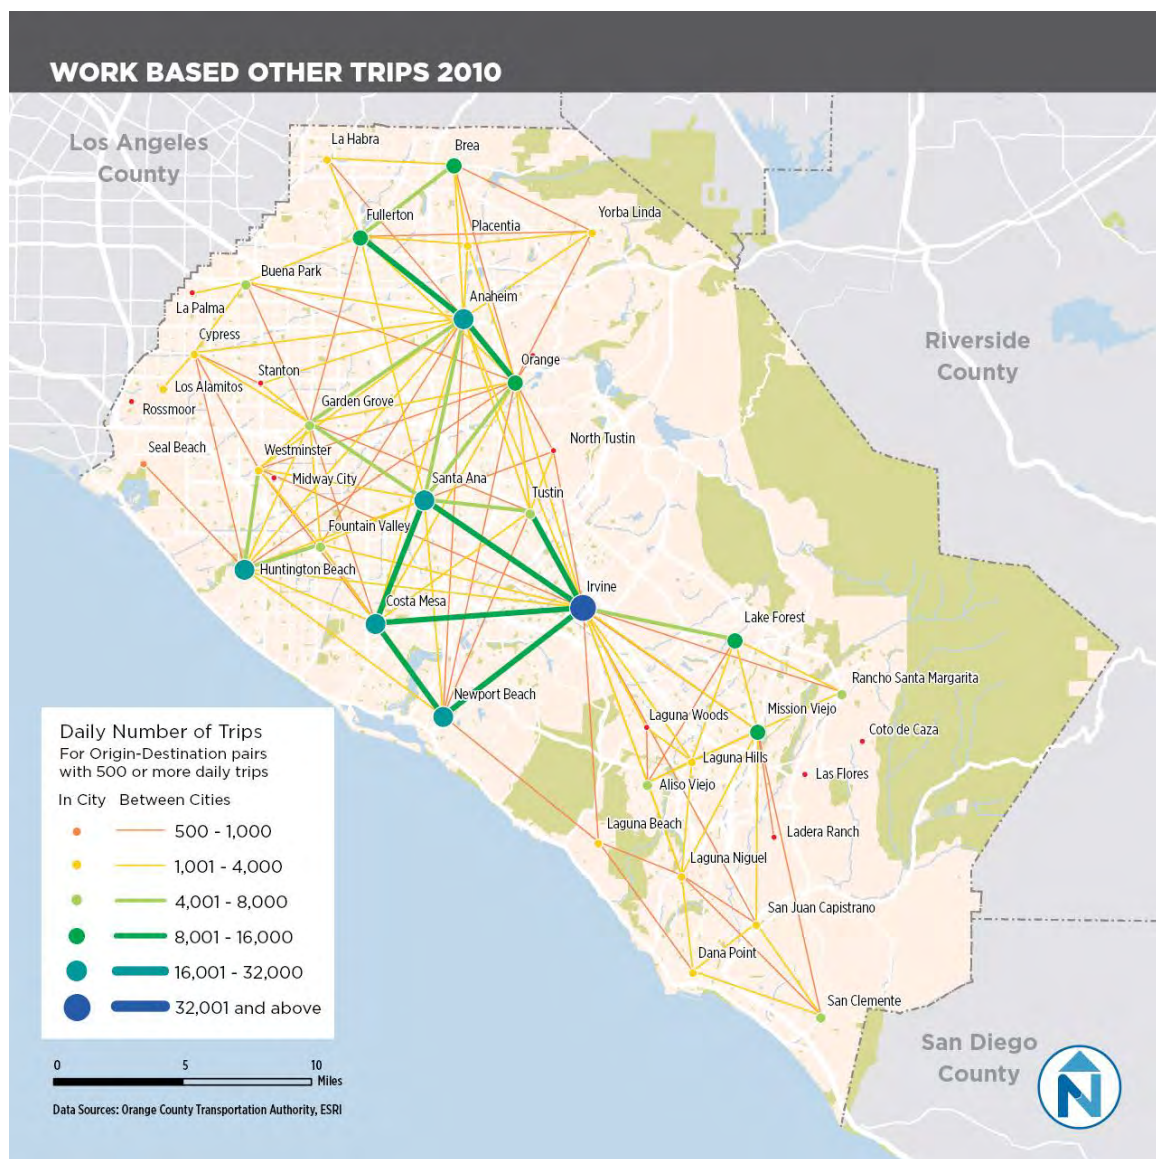 WORK BASED OTHER TRIPS 2010
Los Angeles
County
La Habra
Brea
Fullerton
Placentia
Yorba Linda
Buena Park
Anaheim
La Palma
Cypress
Riverside
County
Orange
Stanton
Los Alamitos
Garden Grove
Rossmoor
North Tustin
Seal Beach
Westminster
Midway City
Santa Ana
Tustin
Fountain Valley
Huntington Beach
Irvine
Costa Mesa
Lake Forest
Rancho Santa Margarita
Newport Beach
Mission Viejo
Laguna Woods
Coto de Caza
Laguna Hills
Las Flores
Aliso Viejo
Laguna Beach
Ladera Ranch
Laguna Niguel
San Juan Capistrano
Dana Point
San Clemente
San Diego
County
Daily Number of Trips
For Origin-Destination pairs
with 500 or more daily trips
In City Between Cities
500 - 1,000
1,001 - 4,000
4,001 - 8,000
8,001 - 16,000
16,001 - 32,000
32,001 and above
0 5 10
Miles
Data Sources: Orange County Transportation Authority, ESRI
N